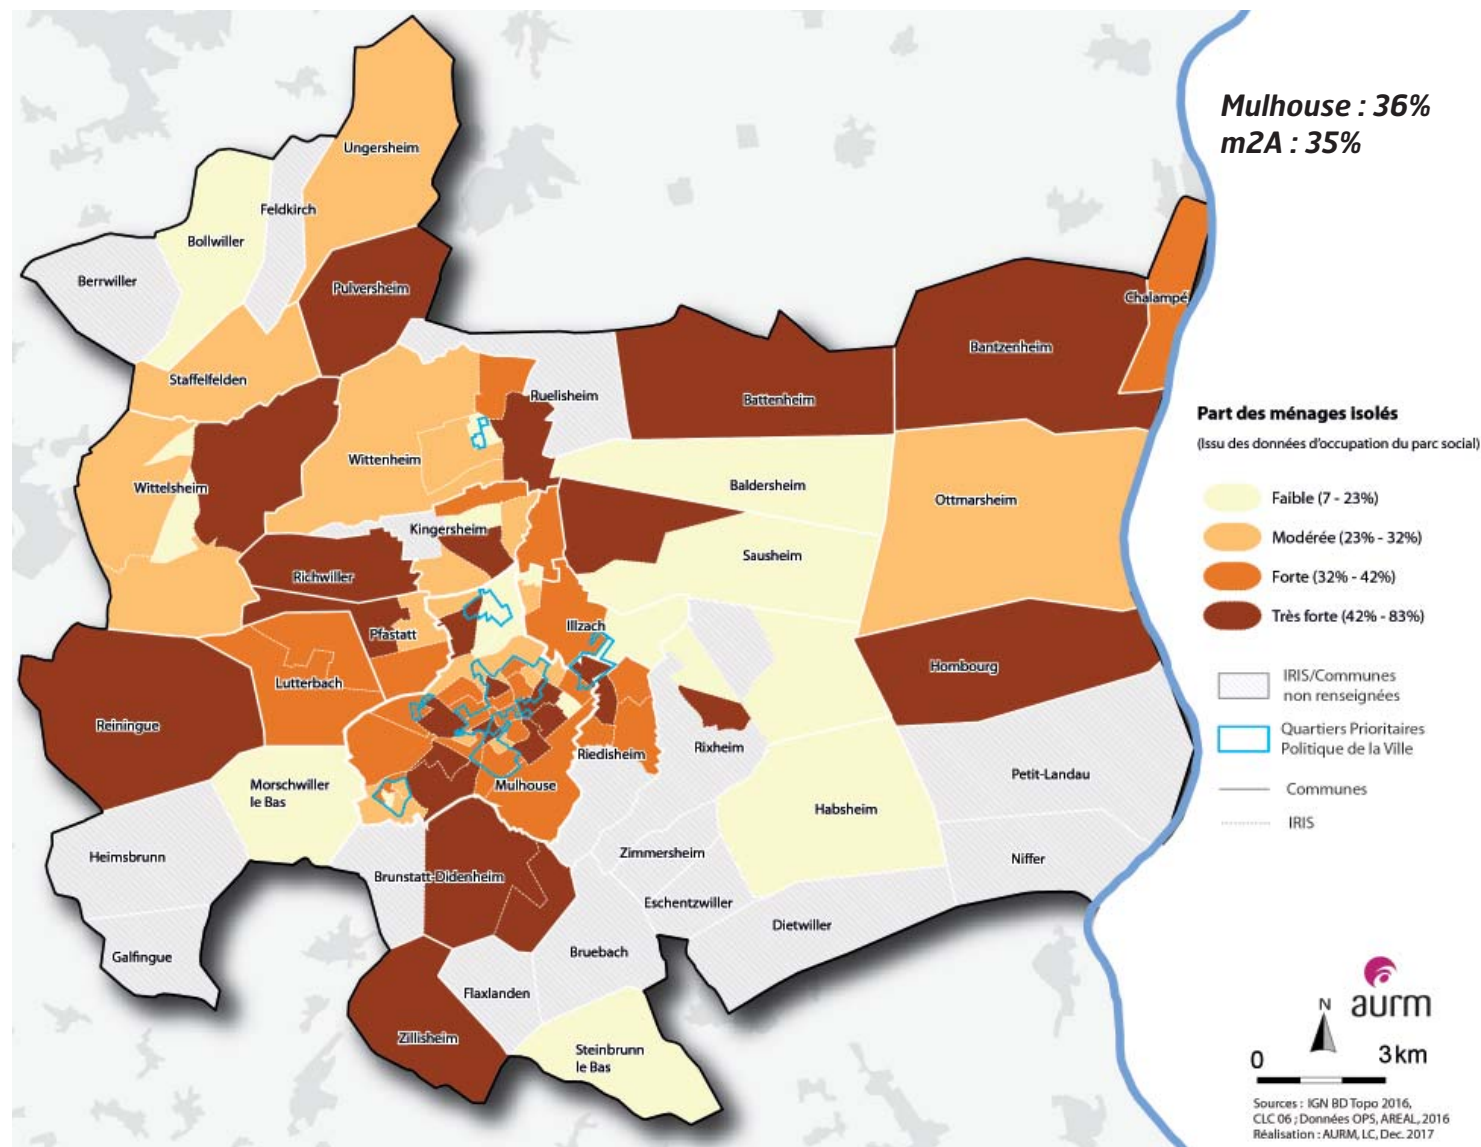 Mulhouse : 36%
m2A : 35%
Ungersheim
Feldkirch
Bollwiller
Berrwiller
Pulversheim
Chalampé
Bantzenheim
Staffelfelden
Ruelisheim
Battenheim
Wittenheim
Wittelsheim
Baldersheim
Ottmarsheim
Kingersheim
Sausheim
Richwiller
Illzach
Pfastatt
Hombourg
Lutterbach
Reiningue
Riedisheim
Rixheim
Petit-Landau
Morschwiller
le Bas
Mulhouse
Habsheim
Heimsbrunn
Zimmersheim
Niffer
Brunstatt-Didenheim
Eschentzwiller
Dietwiller
Galfingue
Bruebach
Flaxlanden
Zillisheim
Steinbrunn
le Bas
Part des ménages isolés
(Issu des données d'occupation du parc social)
Faible (7 - 23%)
Modérée (23% - 32%)
Forte (32% - 42%)
Très forte (42% - 83%)
IRIS/Communes
non renseignées
Quartiers Prioritaires
Politique de la Ville
Communes
IRIS
aurm
N
0 3 km
Sources : IGN BD Topo 2016,
CLC 06 ; Données OPS, AREAL, 2016
Réalisation : AURM, LC, Dec. 2017